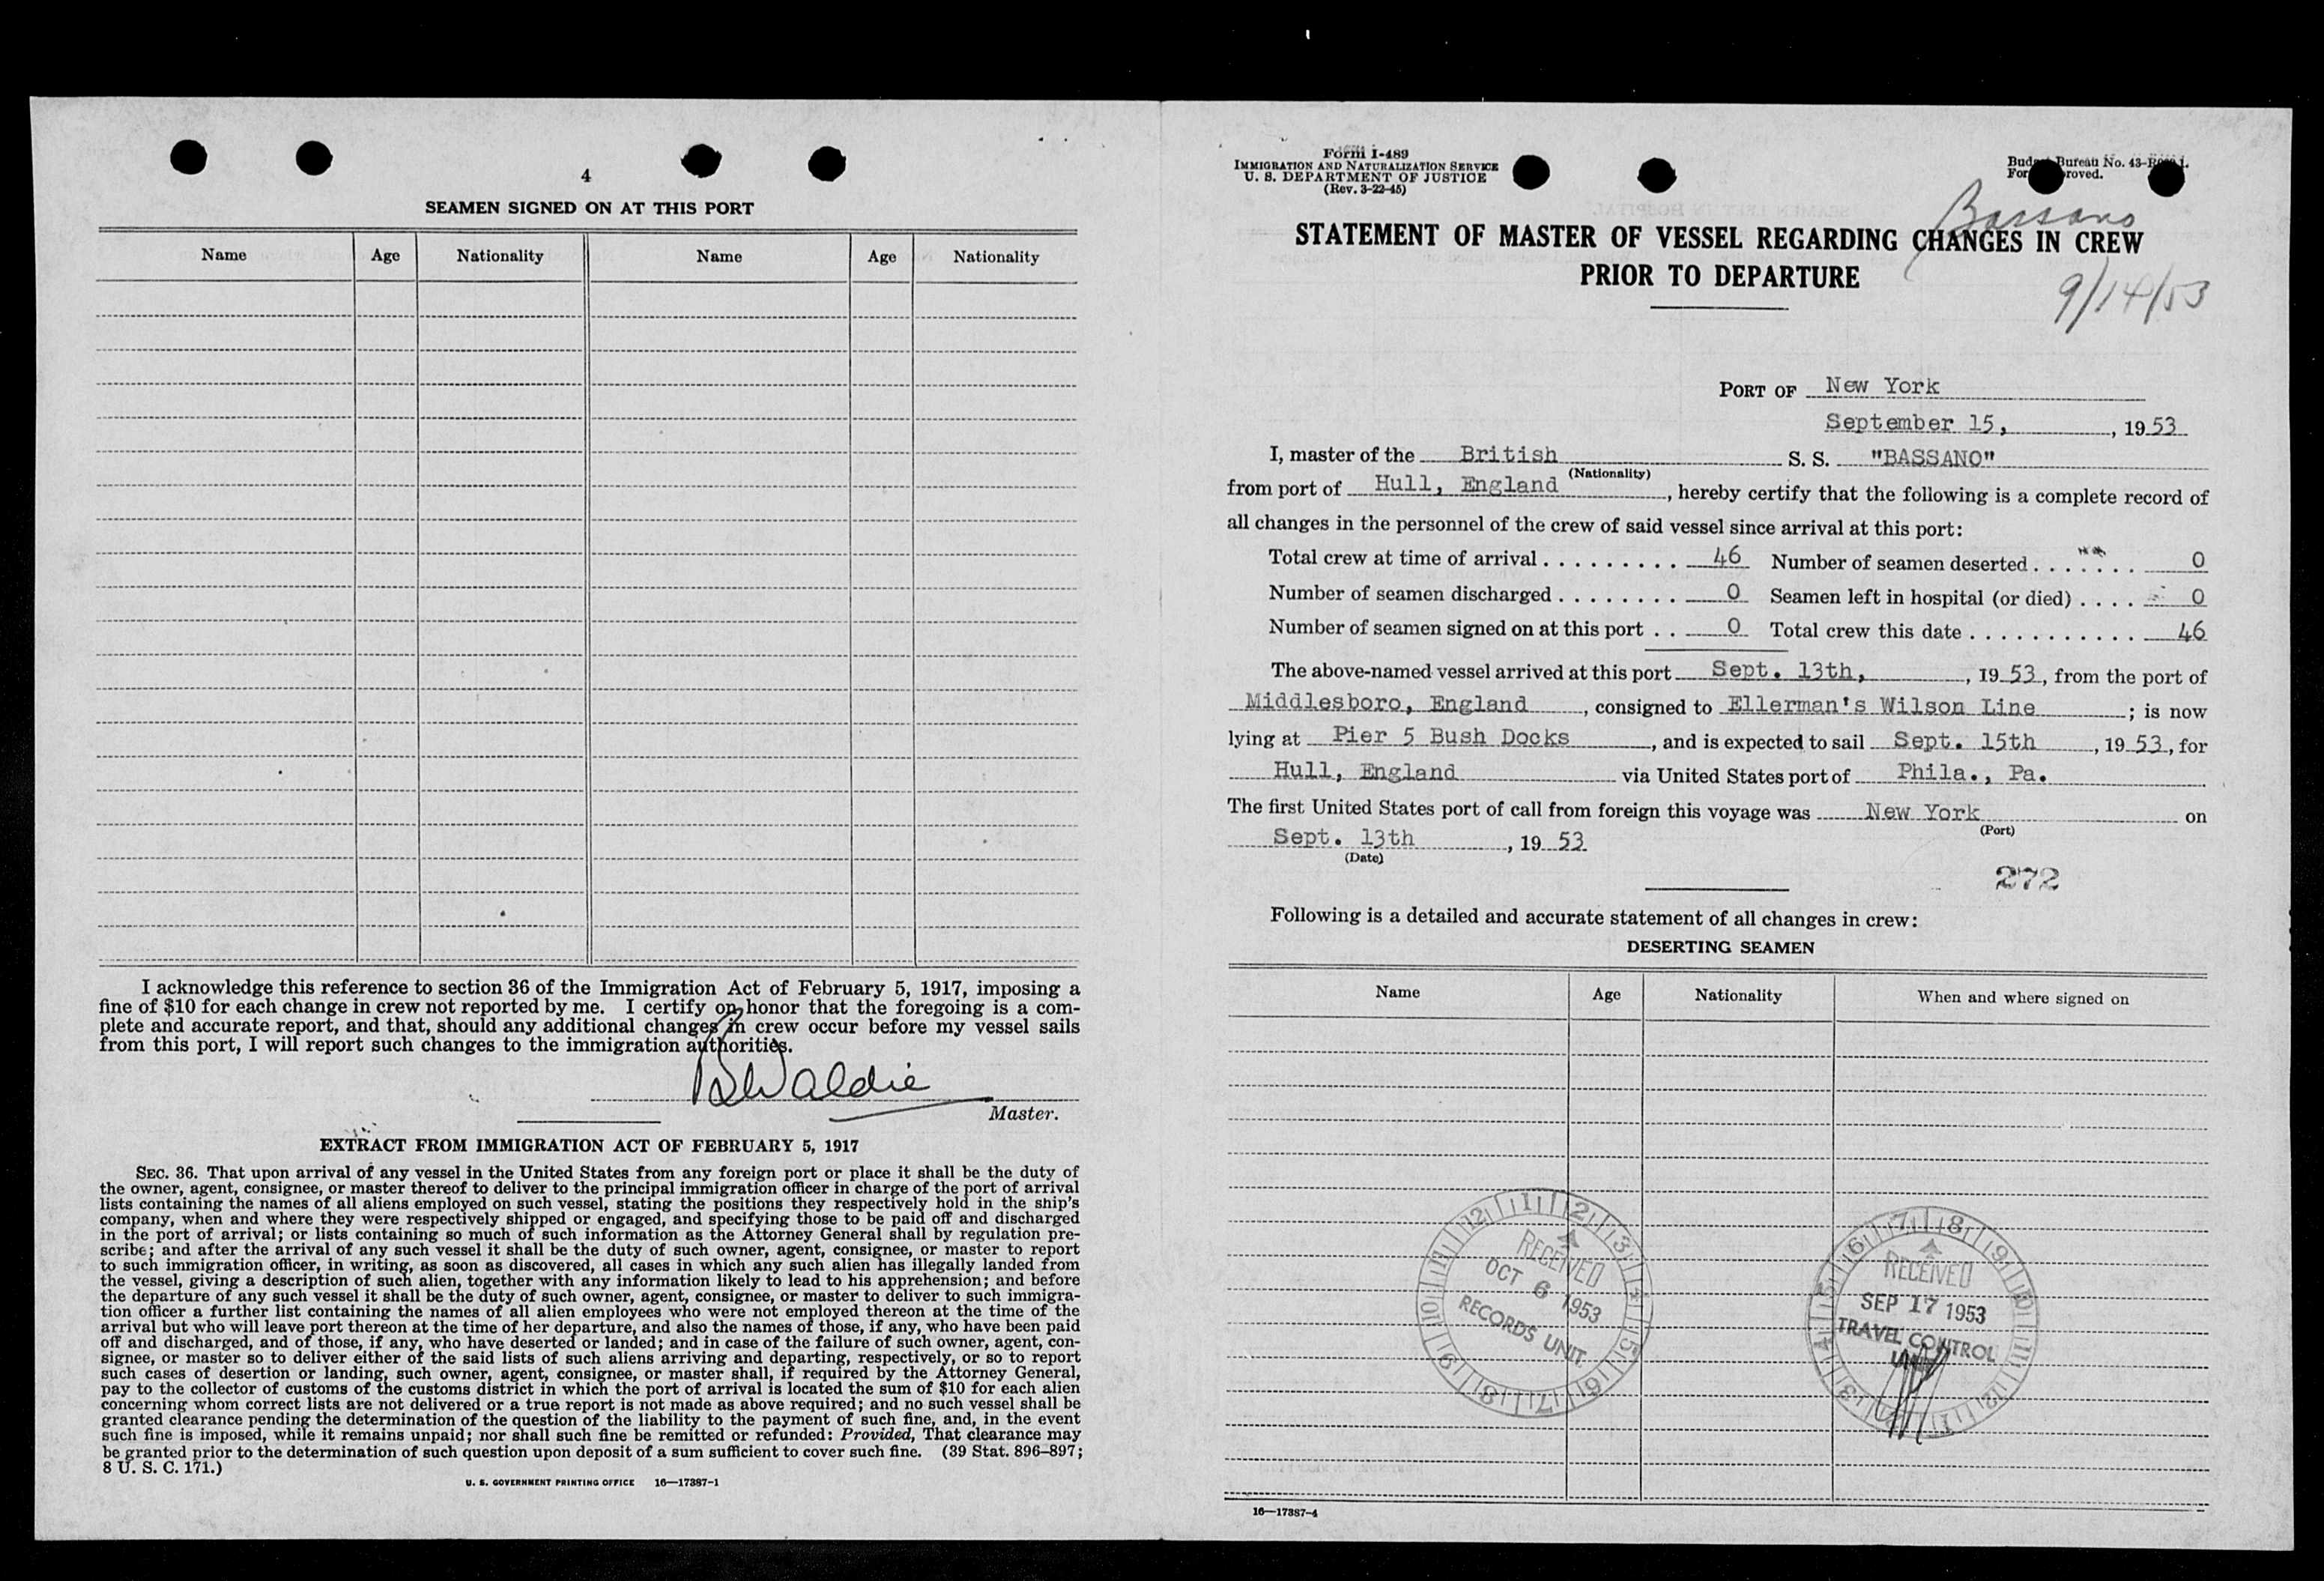 4
SEAMEN SIGNED ON AT THIS PORT
Name Age Nationality Name Age Nationality
I acknowledge this reference to section 36 of the Immigration Act of February 5, 1917, imposing a
fine of $10 for each change in crew not reported by me. I certify on honor that the foregoing is a com-
plete and accurate report, and that, should any additional changes in crew occur before my vessel sails
from this port, I will report such changes to the immigration authorities.
Waldie
Master.
EXTRACT FROM IMMIGRATION ACT OF FEBRUARY 5, 1917
SEC. 36. That upon arrival of any vessel in the United States from any foreign port or place it shall be the duty of
the owner, agent, consignee, or master thereof to deliver to the principal immigration officer in charge of the port of arrival
lists containing the names of all aliens employed on such vessel, stating the positions they respectively hold in the ship's
company, when and where they were respectively shipped or engaged, and specifying those to be paid off and discharged
in the port of arrival; or lists containing so much of such information as the Attorney General shall by regulation pre-
scribe; and after the arrival of any such vessel it shall be the duty of such owner, agent, consignee, or master to report
to such immigration officer, in writing, as soon as discovered, all cases in which any such alien has illegally landed from
the vessel, giving a description of such alien, together with any information likely to lead to his apprehension; and before
the departure of any such vessel it shall be the duty of such owner, agent, consignee, or master to deliver to such immigra-
tion officer a further list containing the names of all alien employees who were not employed thereon at the time of the
arrival but who will leave port thereon at the time of her departure, and also the names of those, if any, who have been paid
off and discharged, and of those, if any, who have deserted or landed; and in case of the failure of such owner, agent, con-
signee, or master so to deliver either of the said lists of such aliens arriving and departing, respectively, or so to report
such cases of desertion or landing, such owner, agent, consignee, or master shall, if required by the Attorney General,
pay to the collector of customs of the customs district in which the port of arrival is located the sum of $10 for each alien
concerning whom correct lists are not delivered or a true report is not made as above required; and no such vessel shall be
granted clearance pending the determination of the question of the liability to the payment of such fine, and, in the event
such fine is imposed, while it remains unpaid; nor shall such fine be remitted or refunded: Provided, That clearance may
be granted prior to the determination of such question upon deposit of a sum sufficient to cover such fine. (39 Stat. 896-897;
8 U. S. C. 171.)
U. S. GOVERNMENT PRINTING OFFICE 16—17387-1
Form I-489
IMMIGRATION AND NATURALIZATION SERVICE
U. S. DEPARTMENT OF JUSTICE
(Rev. 3-22-45)
Bureau No. 43-
Bassano
STATEMENT OF MASTER OF VESSEL REGARDING CHANGES IN CREW
PRIOR TO DEPARTURE
9/14/53
PORT OF New York
September 15, , 19 53
I, master of the British S. S. "BASSANO"
(Nationality)
from port of Hull, England , hereby certify that the following is a complete record of
all changes in the personnel of the crew of said vessel since arrival at this port:
Total crew at time of arrival . . . . . . . . . 46 Number of seamen deserted . . . . . . . 0
Number of seamen discharged . . . . . . . . 0 Seamen left in hospital (or died) . . . . 0
Number of seamen signed on at this port . . 0 Total crew this date . . . . . . . . . . . 46
The above-named vessel arrived at this port Sept. 13th, , 19 53, from the port of
Middlesboro, England , consigned to Ellerman's Wilson Line ; is now
lying at Pier 5 Bush Docks , and is expected to sail Sept. 15th , 19 53, for
Hull, England via United States port of Phila., Pa.
The first United States port of call from foreign this voyage was New York on
(Port)
Sept. 13th , 19 53
(Date)
272
Following is a detailed and accurate statement of all changes in crew:
DESERTING SEAMEN
Name Age Nationality When and where signed on
12 1 2 3 4 5 6 7 8 9 10 11
RECEIVED
OCT 6 1953
RECORDS UNIT
7 8 9 10 11 12 1 2 3 4 5 6
RECEIVED
SEP 17 1953
TRAVEL CONTROL
UNIT
16—17387-4